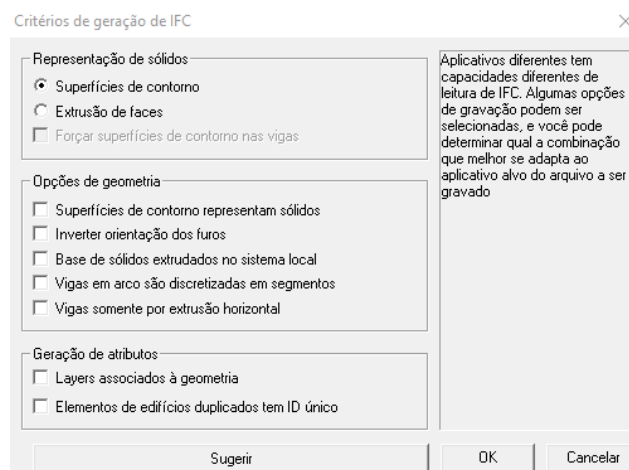 Critérios de geração de IFC
Representação de sólidos
Superfícies de contorno
Extrusão de faces
Forçar superfícies de contorno nas vigas
Opções de geometria
Superfícies de contorno representam sólidos
Inverter orientação dos furos
Base de sólidos extrudados no sistema local
Vigas em arco são discretizadas em segmentos
Vigas somente por extrusão horizontal
Geração de atributos
Layers associados à geometria
Elementos de edifícios duplicados tem ID único
Aplicativos diferentes tem
capacidades diferentes de
leitura de IFC. Algumas opções
de gravação podem ser
selecionadas, e você pode
determinar qual a combinação
que melhor se adapta ao
aplicativo alvo do arquivo a ser
gravado
Sugerir
OK
Cancelar